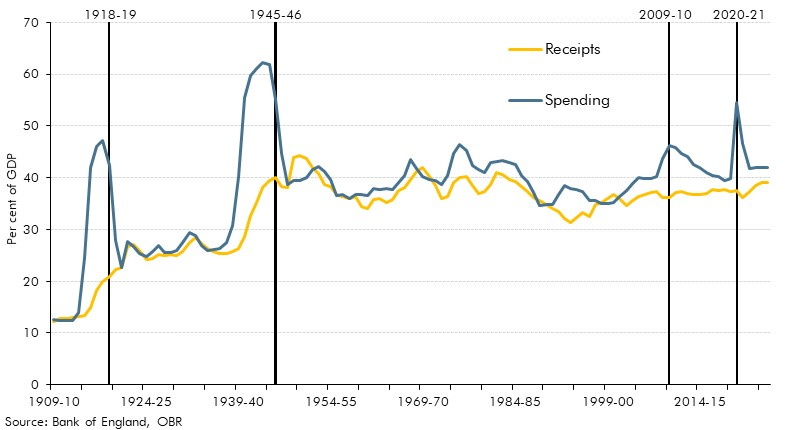 1918-19 1945-46 2009-10 2020-21
70
60
50
40
30
20
10
0
Per cent of GDP
Receipts
Spending
1909-10 1924-25 1939-40 1954-55 1969-70 1984-85 1999-00 2014-15
Source: Bank of England, OBR